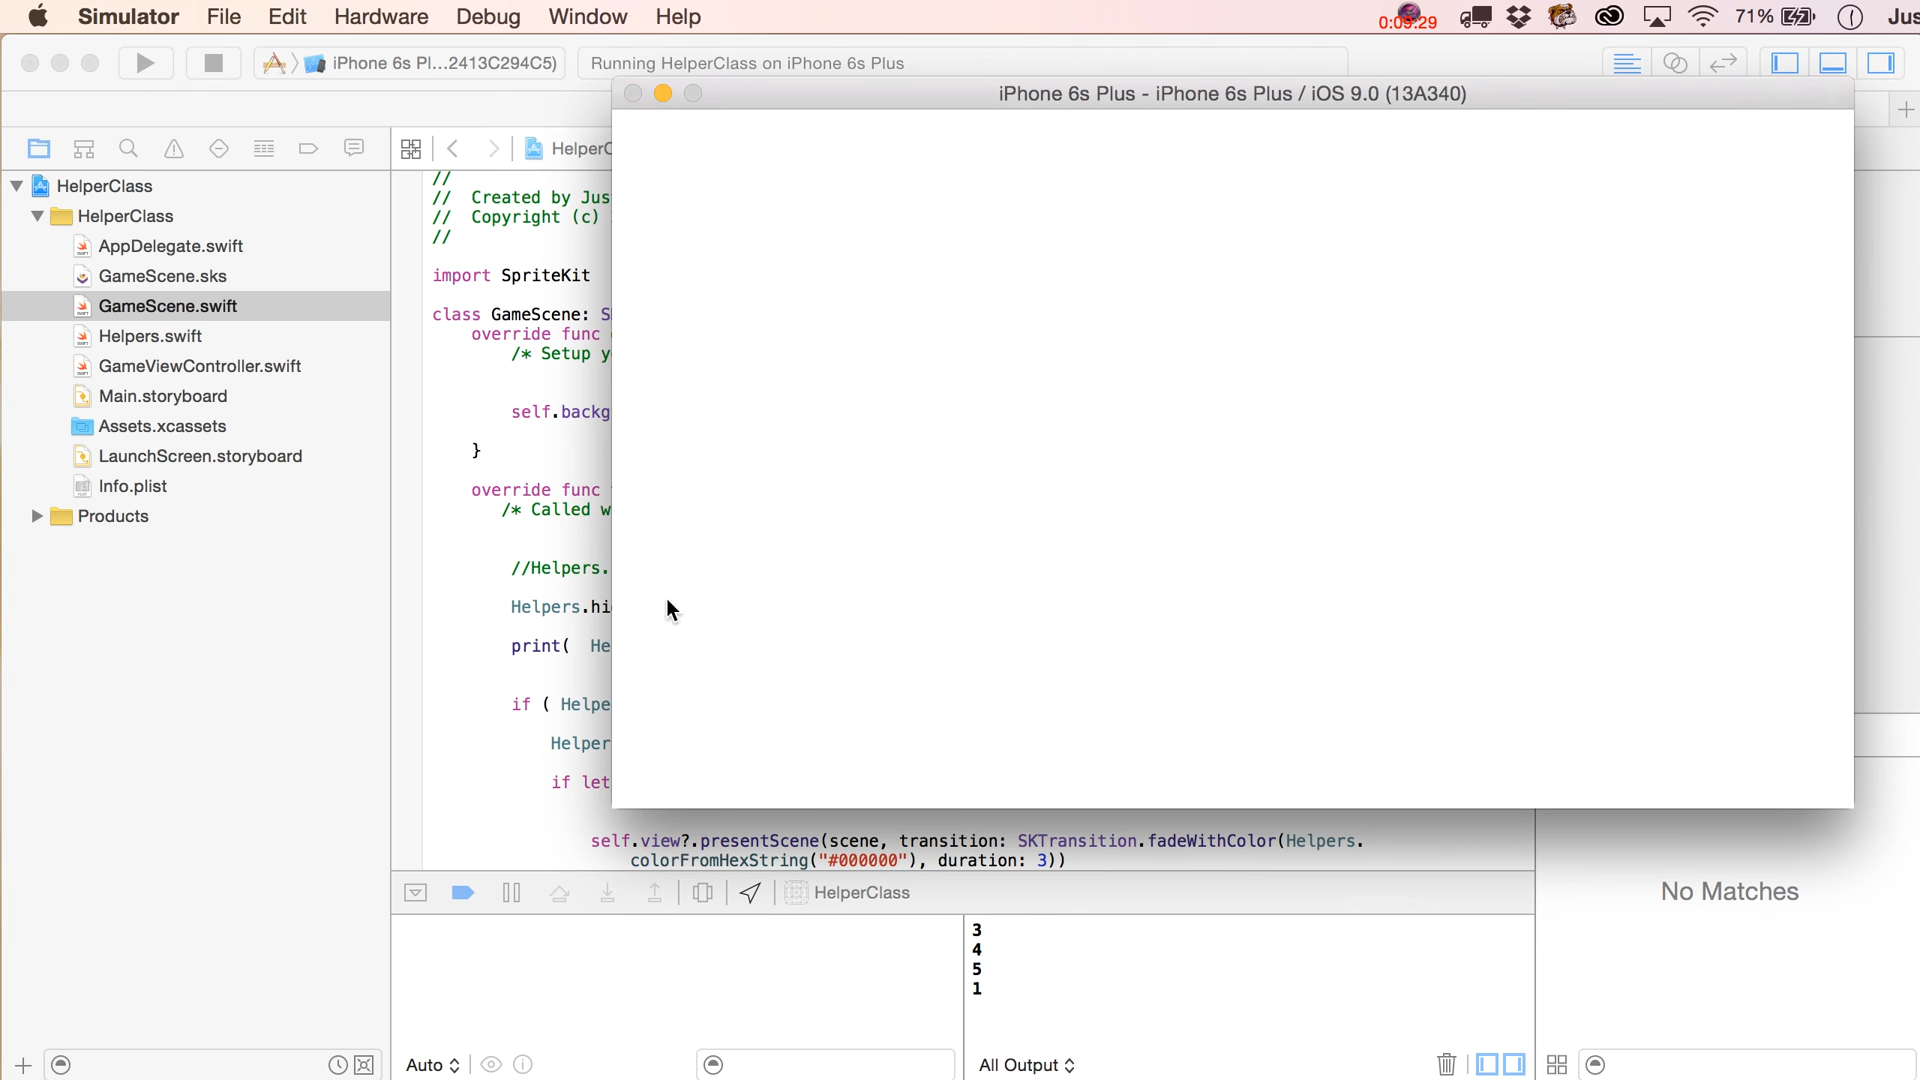 Simulator File Edit Hardware Debug Window Help 0:09:29 71% Jus
iPhone 6s Pl...2413C294C5) Running HelperClass on iPhone 6s Plus
iPhone 6s Plus - iPhone 6s Plus / iOS 9.0 (13A340)
HelperC
HelperClass
HelperClass
AppDelegate.swift
GameScene.sks
GameScene.swift
Helpers.swift
GameViewController.swift
Main.storyboard
Assets.xcassets
LaunchScreen.storyboard
Info.plist
Products
//
// Created by Jus
// Copyright (c)
//
import SpriteKit
class GameScene: S
override func
/* Setup y
self.backg
}
override func
/* Called w
//Helpers.
Helpers.hi
print( He
if ( Helpe
Helper
if let
self.view?.presentScene(scene, transition: SKTransition.fadeWithColor(Helpers.
colorFromHexString("#000000"), duration: 3))
HelperClass
3
4
5
1
Auto
All Output
No Matches